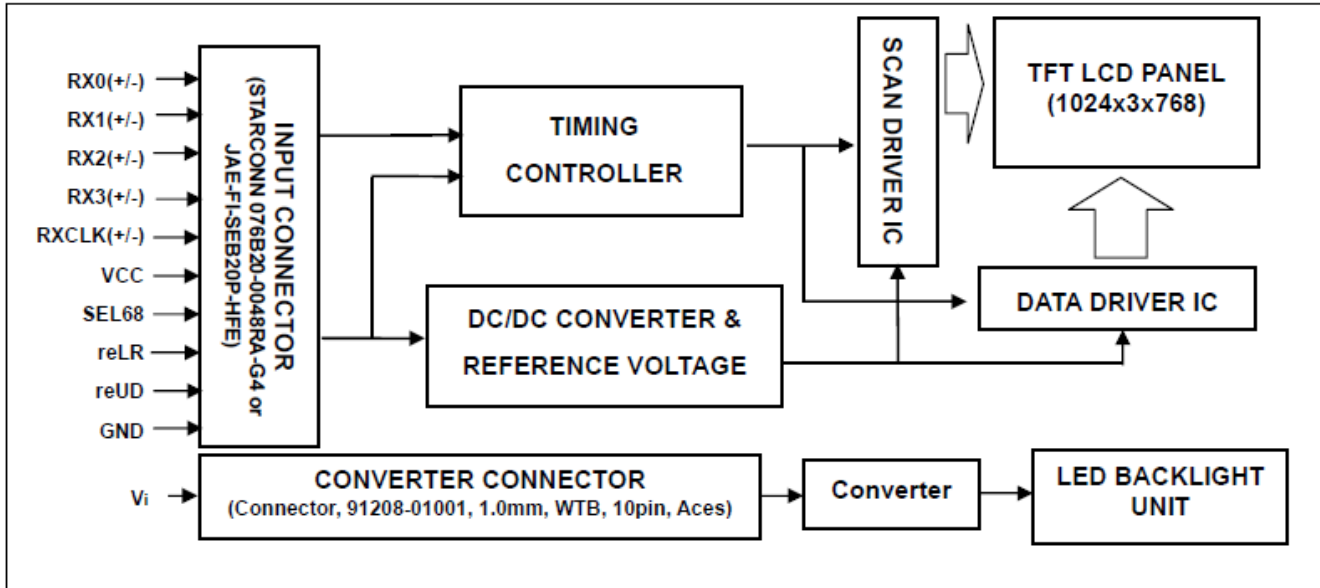 RX0(+/-)
RX1(+/-)
RX2(+/-)
RX3(+/-)
RXCLK(+/-)
VCC
SEL68
reLR
reUD
GND
INPUT CONNECTOR
(STARCONN 076B20-0048RA-G4 or
JAE-FI-SEB20P-HFE)
TIMING
CONTROLLER
DC/DC CONVERTER &
REFERENCE VOLTAGE
SCAN DRIVER IC
TFT LCD PANEL
(1024x3x768)
DATA DRIVER IC
Vi
CONVERTER CONNECTOR
(Connector, 91208-01001, 1.0mm, WTB, 10pin, Aces)
Converter
LED BACKLIGHT
UNIT